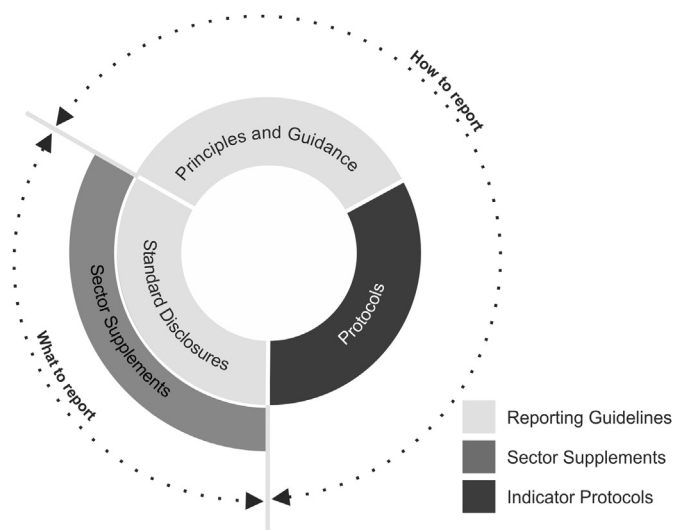 How to report
Principles and Guidance
Standard Disclosures
Sector Supplements
Protocols
What to report
Reporting Guidelines
Sector Supplements
Indicator Protocols